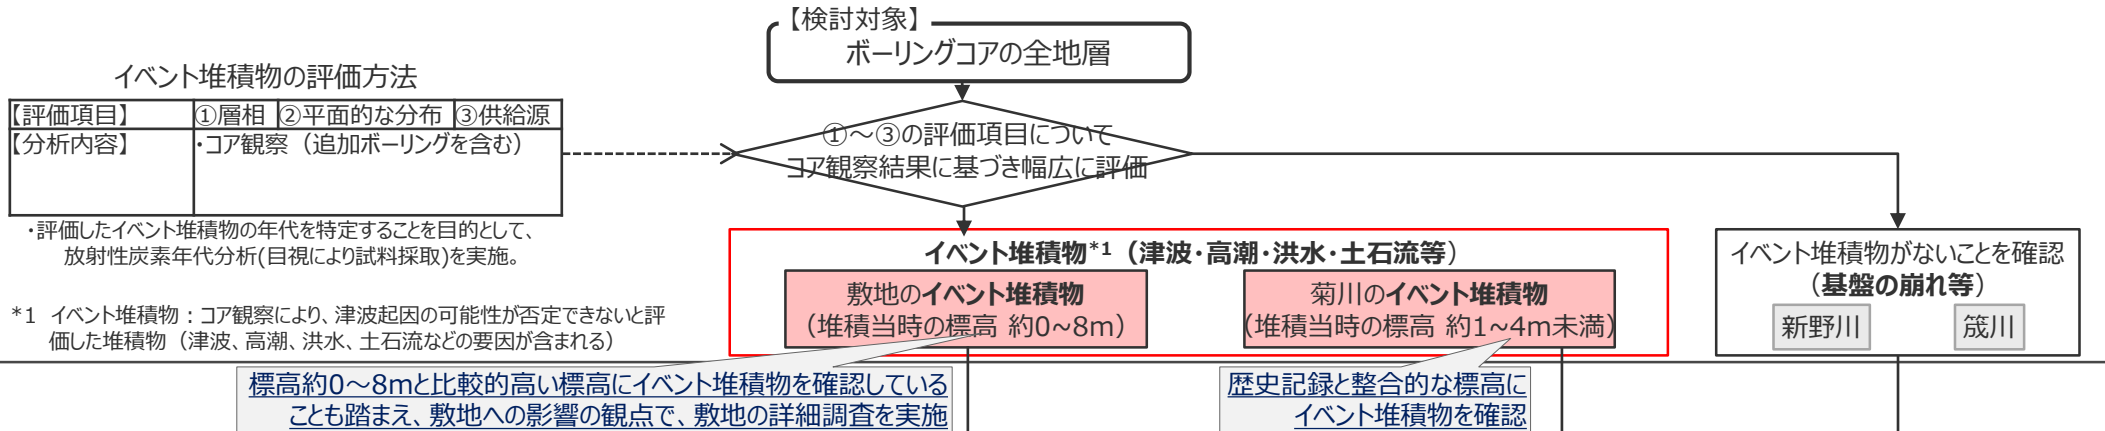 【検討対象】
ボーリングコアの全地層
イベント堆積物の評価方法
【評価項目】 ①層相 ②平面的な分布 ③供給源
【分析内容】 ・コア観察（追加ボーリングを含む）
・評価したイベント堆積物の年代を特定することを目的として、
放射性炭素年代分析(目視により試料採取)を実施。
*1 イベント堆積物：コア観察により、津波起因の可能性が否定できないと評
価した堆積物（津波、高潮、洪水、土石流などの要因が含まれる）
①～③の評価項目について
コア観察結果に基づき幅広に評価
イベント堆積物*1（津波・高潮・洪水・土石流等）
敷地のイベント堆積物
（堆積当時の標高 約0~8m）
菊川のイベント堆積物
（堆積当時の標高 約1~4m未満）
イベント堆積物がないことを確認
（基盤の崩れ等）
新野川
筬川
標高約0～8mと比較的高い標高にイベント堆積物を確認している
ことも踏まえ、敷地への影響の観点で、敷地の詳細調査を実施
歴史記録と整合的な標高に
イベント堆積物を確認